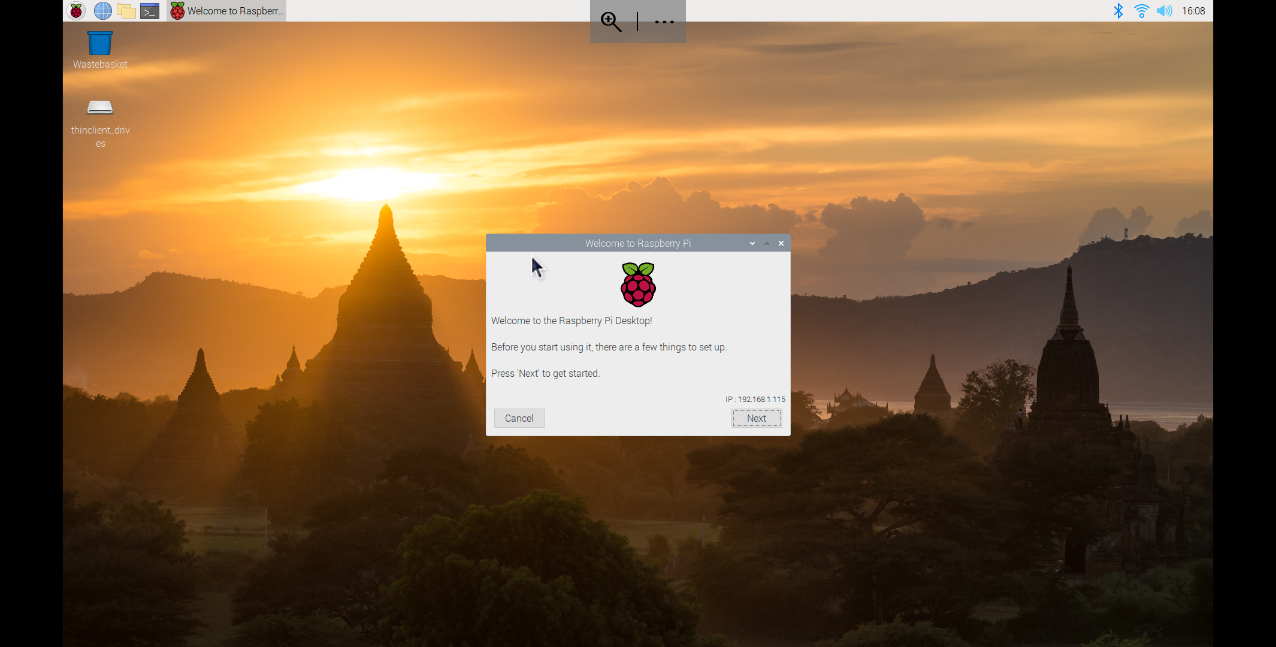 Welcome to Raspberr...
16:08
Wastebasket
thinclient_driv
es
Welcome to Raspberry Pi
Welcome to the Raspberry Pi Desktop!
Before you start using it, there are a few things to set up.
Press 'Next' to get started.
IP : 192.168.1.115
Cancel
Next